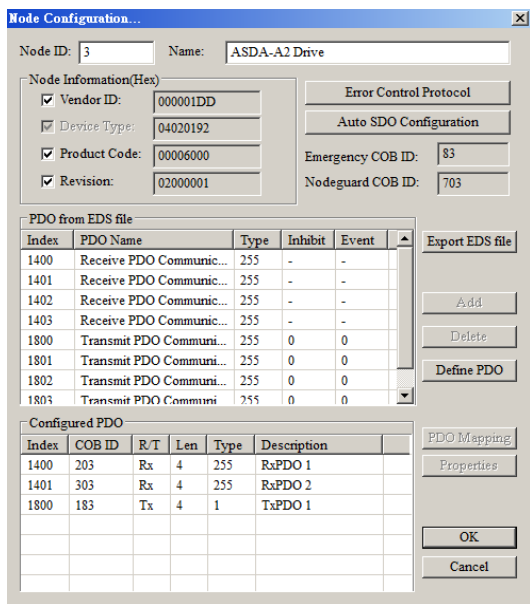 Node Configuration...
Node ID: 3 Name: ASDA-A2 Drive
Node Information(Hex)
Vendor ID: 000001DD
Device Type: 04020192
Product Code: 00006000
Revision: 02000001
Error Control Protocol
Auto SDO Configuration
Emergency COB ID: 83
Nodeguard COB ID: 703
PDO from EDS file
Index PDO Name Type Inhibit Event
1400 Receive PDO Communic... 255 - -
1401 Receive PDO Communic... 255 - -
1402 Receive PDO Communic... 255 - -
1403 Receive PDO Communic... 255 - -
1800 Transmit PDO Communi... 255 0 0
1801 Transmit PDO Communi... 255 0 0
1802 Transmit PDO Communi... 255 0 0
1803 Transmit PDO Communi... 255 0 0
Export EDS file
Add
Delete
Define PDO
Configured PDO
Index COB ID R/T Len Type Description
1400 203 Rx 4 255 RxPDO 1
1401 303 Rx 4 255 RxPDO 2
1800 183 Tx 4 1 TxPDO 1
PDO Mapping
Properties
OK
Cancel